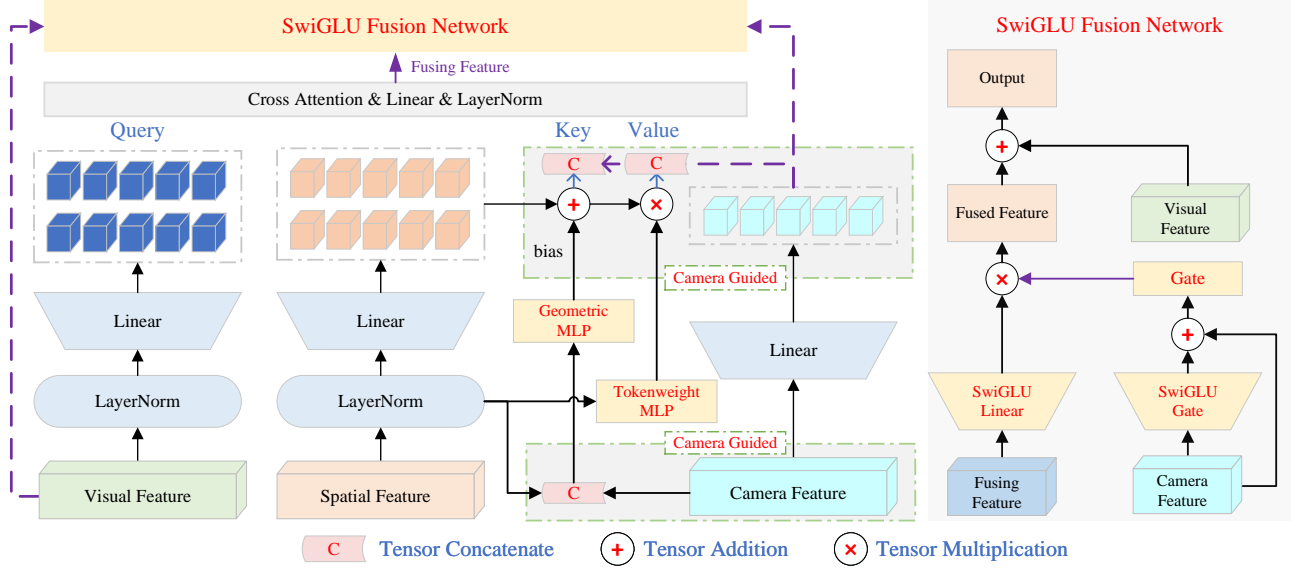 SwiGLU Fusion Network
Fusing Feature
Cross Attention & Linear & LayerNorm
Query
Key
Value
C
C
+
×
bias
Camera Guided
Geometric
MLP
Linear
Linear
Linear
LayerNorm
LayerNorm
Tokenweight
MLP
Camera Guided
Visual Feature
Spatial Feature
C
Camera Feature
SwiGLU Fusion Network
Output
+
Fused Feature
Visual
Feature
×
Gate
+
SwiGLU
Linear
SwiGLU
Gate
Fusing
Feature
Camera
Feature
C Tensor Concatenate
+ Tensor Addition
× Tensor Multiplication